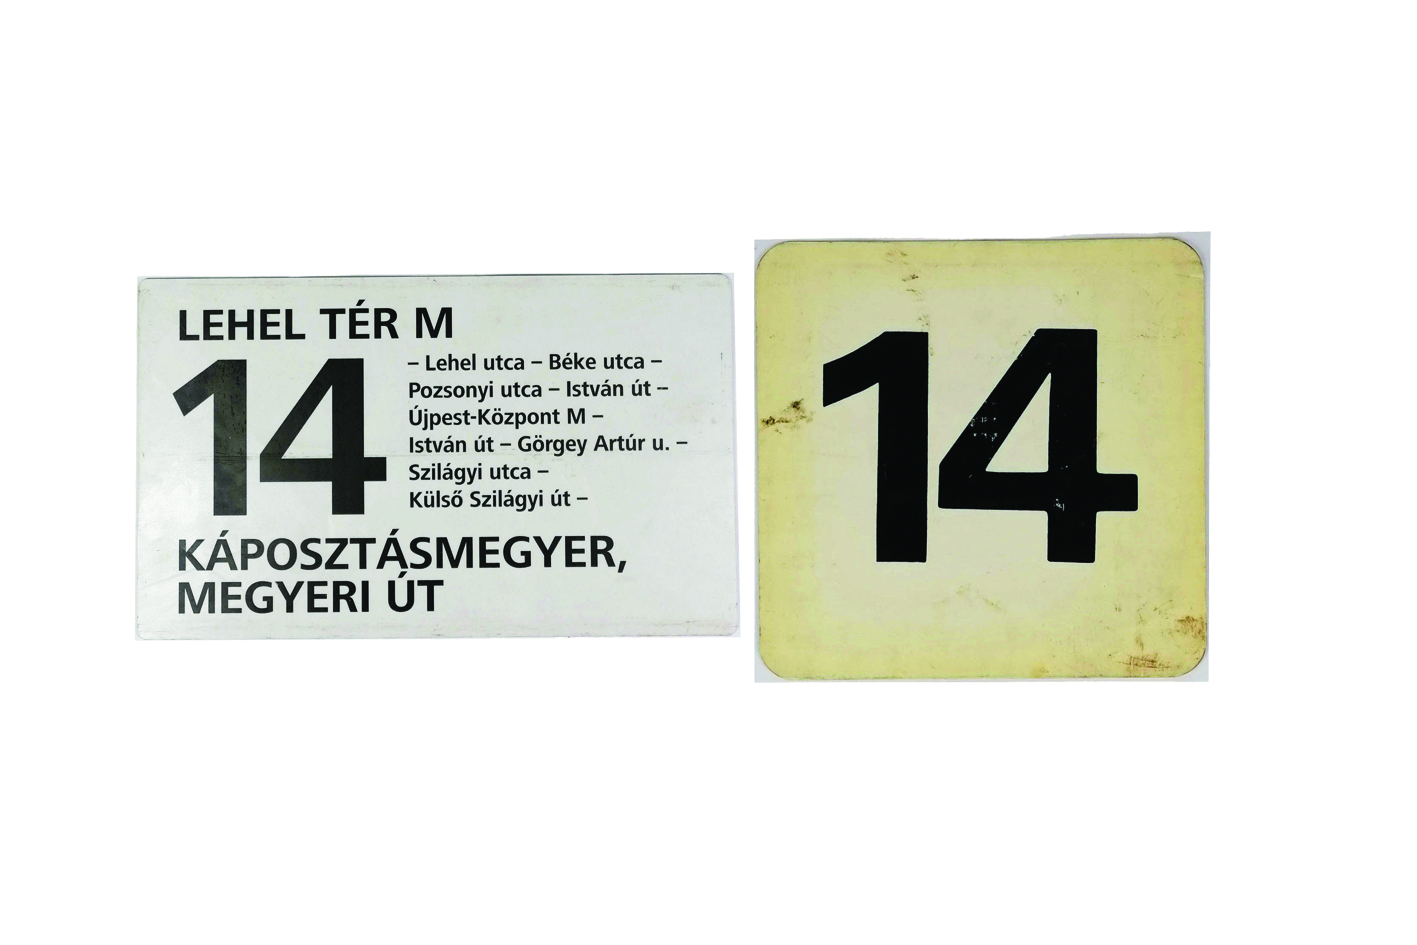 LEHEL TÉR M
14
– Lehel utca – Béke utca –
Pozsonyi utca – István út –
Újpest-Központ M –
István út – Görgey Artúr u. –
Szilágyi utca –
Külső Szilágyi út –
KÁPOSZTÁSMEGYER,
MEGYERI ÚT
14